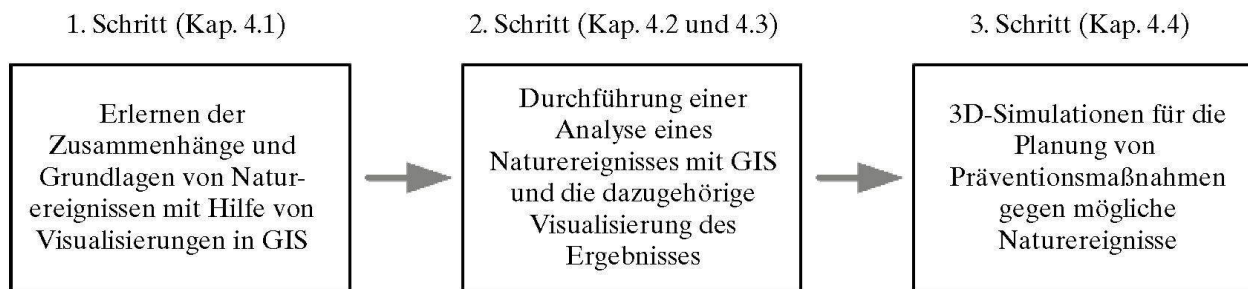 1. Schritt (Kap. 4.1)
Erlernen der
Zusammenhänge und
Grundlagen von Natur-
ereignissen mit Hilfe von
Visualisierungen in GIS
2. Schritt (Kap. 4.2 und 4.3)
Durchführung einer
Analyse eines
Naturereignisses mit GIS
und die dazugehörige
Visualisierung des
Ergebnisses
3. Schritt (Kap. 4.4)
3D-Simulationen für die
Planung von
Präventionsmaßnahmen
gegen mögliche
Naturereignisse